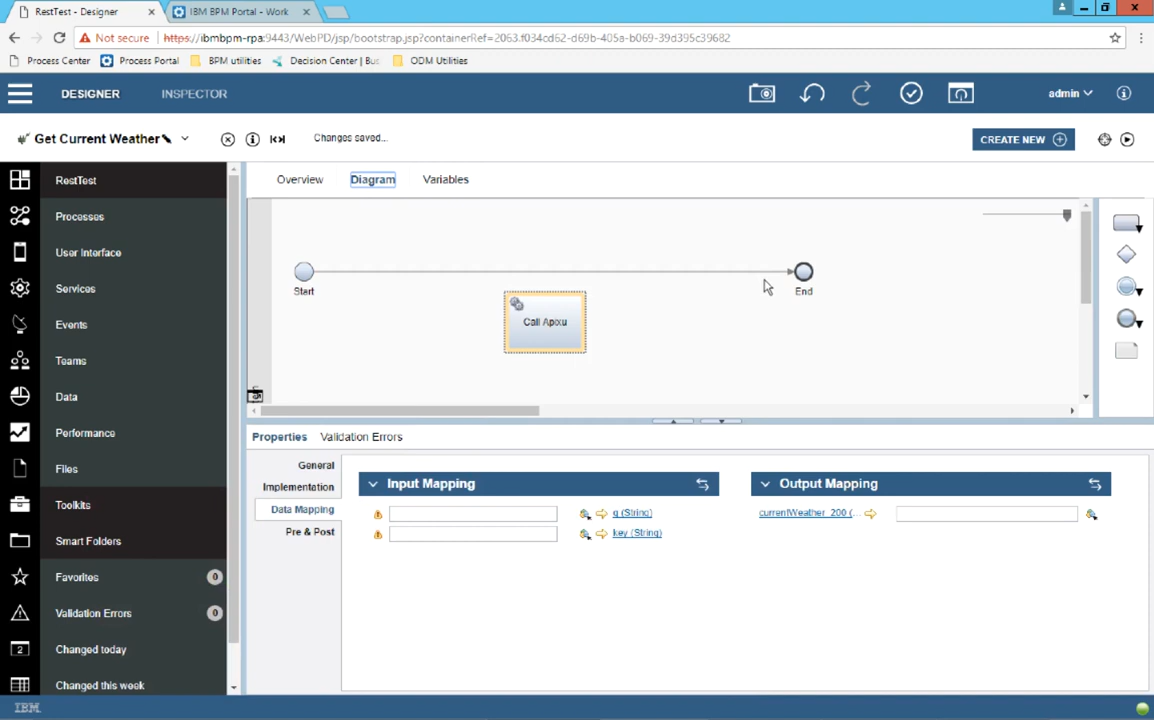 RestTest - Designer
IBM BPM Portal - Work
Not secure
https://ibmbpm-rpa:9443/WebPD/jsp/bootstrap.jsp?containerRef=2063.f034cd62-d69b-405a-b069-39d395c39682
Process Center
Process Portal
BPM utilities
Decision Center | Bus
ODM Utilities
DESIGNER
INSPECTOR
admin
Get Current Weather
Changes saved...
CREATE NEW
RestTest
Processes
User Interface
Services
Events
Teams
Data
Performance
Files
Toolkits
Smart Folders
Favorites
0
Validation Errors
0
2
Changed today
Changed this week
Overview
Diagram
Variables
Start
Call Apixu
End
Properties
Validation Errors
General
Implementation
Data Mapping
Pre & Post
Input Mapping
q (String)
key (String)
Output Mapping
currentWeather_200 (...
IBM